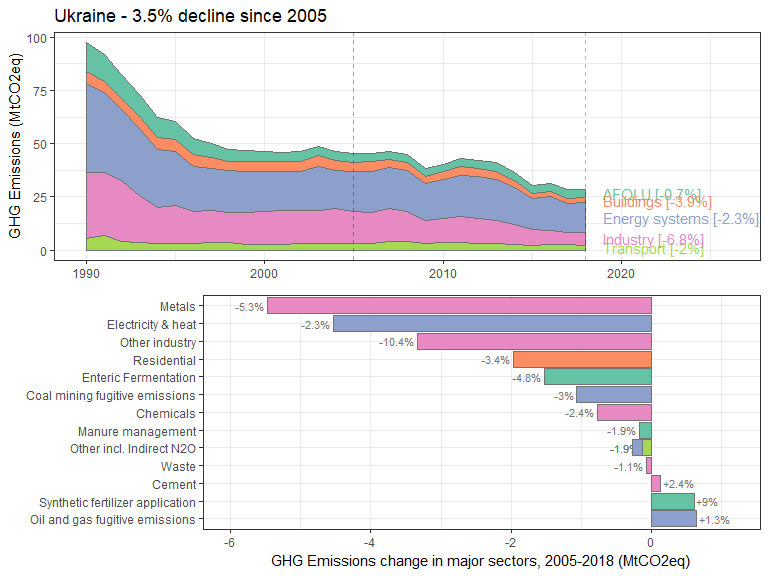 Ukraine - 3.5% decline since 2005
GHG Emissions (MtCO2eq)
100
75
50
25
0
AFOLU [-0.7%]
Buildings [-3.9%]
Energy systems [-2.3%]
Industry [-6.8%]
Transport [-2%]
1990
2000
2010
2020
Metals
-5.3%
Electricity & heat
-2.3%
Other industry
-10.4%
Residential
-3.4%
Enteric Fermentation
-4.8%
Coal mining fugitive emissions
-3%
Chemicals
-2.4%
Manure management
-1.9%
Other incl. Indirect N2O
-1.9%
Waste
-1.1%
Cement
+2.4%
Synthetic fertilizer application
+9%
Oil and gas fugitive emissions
+1.3%
-6
-4
-2
0
GHG Emissions change in major sectors, 2005-2018 (MtCO2eq)